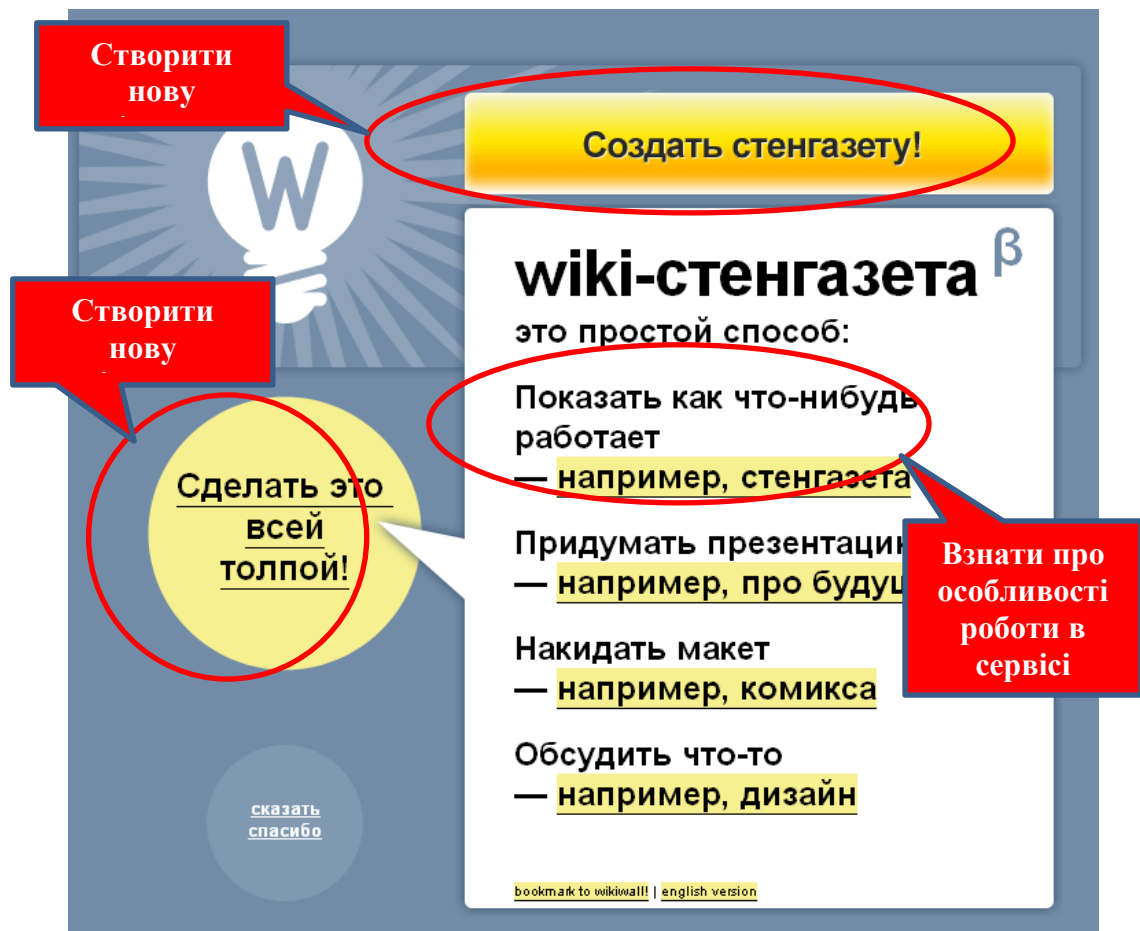 Створити
нову
Создать стенгазету!
W
wiki-стенгазета β
это простой способ:
Створити
нову
Показать как что-нибудь
работает
— например, стенгазета
Сделать это
всей
толпой!
Придумать презентацию
— например, про будущ
Взнати про
особливості
роботи в
сервісі
Накидать макет
— например, комикса
Обсудить что-то
— например, дизайн
сказать
спасибо
bookmark to wikiwall! | english version